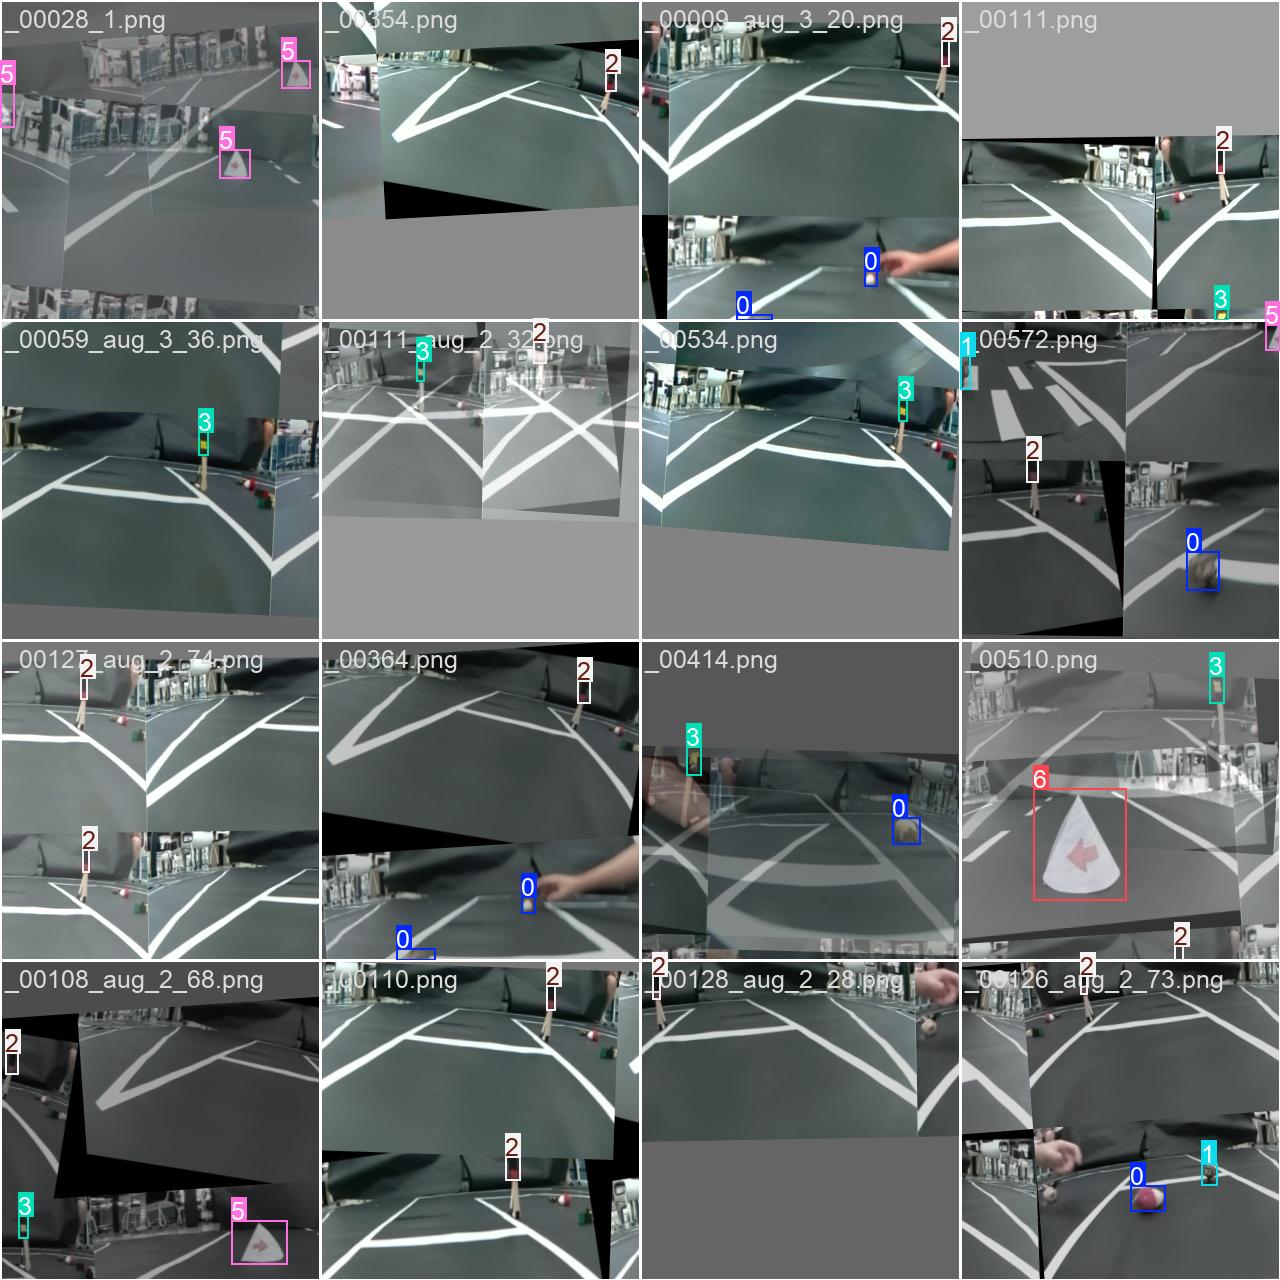 _00028_1.png
_00354.png
_00009_aug_3_20.png
_00111.png
5
5
5
2
2
0
0
2
3
5
_00059_aug_3_36.png
_00111_aug_2_32.png
_00534.png
_00572.png
3
3
2
3
1
2
0
_00127_aug_2_74.png
_00364.png
_00414.png
_00510.png
2
2
2
0
0
3
0
3
6
2
_00108_aug_2_68.png
_00110.png
_00128_aug_2_28.png
_00126_aug_2_73.png
2
3
5
2
2
2
2
0
1